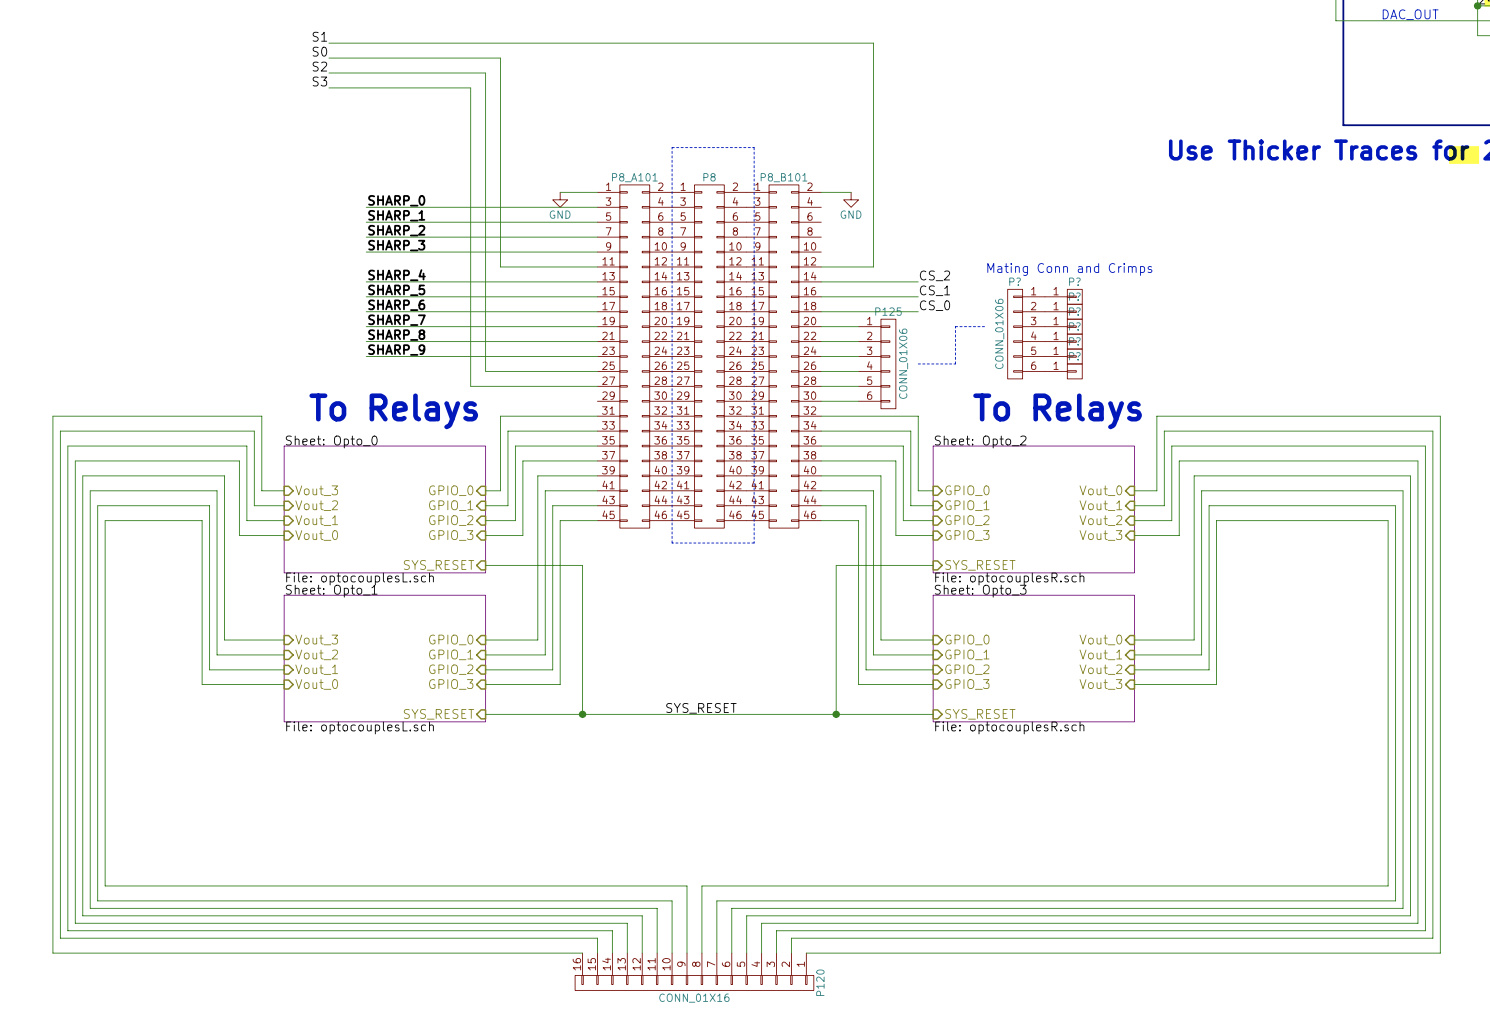 DAC_OUT
S1
S0
S2
S3
Use Thicker Traces for 2
P8_A101 P8 P8_B101
1 2 1 2 1 2
SHARP_0 3 4 3 4 3 4
GND GND
SHARP_1 5 6 5 6 5 6
SHARP_2 7 8 7 8 7 8
SHARP_3 9 10 9 10 9 10
11 12 11 12 11 12
Mating Conn and Crimps
SHARP_4 13 14 13 14 13 14 CS_2
P? P?
SHARP_5 15 16 15 16 15 16 CS_1
1 1 P?
SHARP_6 17 18 17 18 17 18 CS_0
2 1 P?
P125
SHARP_7 19 20 19 20 19 20 1
3 1 P?
SHARP_8 21 22 21 22 21 22 2
4 1 P?
SHARP_9 23 24 23 24 23 24 3
5 1 P?
25 26 25 26 25 26 4
6 1
27 28 27 28 27 28 5
29 30 29 30 29 30 6
CONN_01X06
CONN_01X06
To Relays
To Relays
31 32 31 32 31 32
33 34 33 34 33 34
35 36 35 36 35 36
37 38 37 38 37 38
39 40 39 40 39 40
41 42 41 42 41 42
43 44 43 44 43 44
45 46 45 46 45 46
Sheet: Opto_0
Vout_3 GPIO_0
Vout_2 GPIO_1
Vout_1 GPIO_2
Vout_0 GPIO_3
SYS_RESET
File: optocouplesL.sch
Sheet: Opto_2
GPIO_0 Vout_0
GPIO_1 Vout_1
GPIO_2 Vout_2
GPIO_3 Vout_3
SYS_RESET
File: optocouplesR.sch
Sheet: Opto_1
Vout_3 GPIO_0
Vout_2 GPIO_1
Vout_1 GPIO_2
Vout_0 GPIO_3
SYS_RESET
File: optocouplesL.sch
SYS_RESET
Sheet: Opto_3
GPIO_0 Vout_0
GPIO_1 Vout_1
GPIO_2 Vout_2
GPIO_3 Vout_3
SYS_RESET
File: optocouplesR.sch
16 15 14 13 12 11 10 9 8 7 6 5 4 3 2 1
P120
CONN_01X16